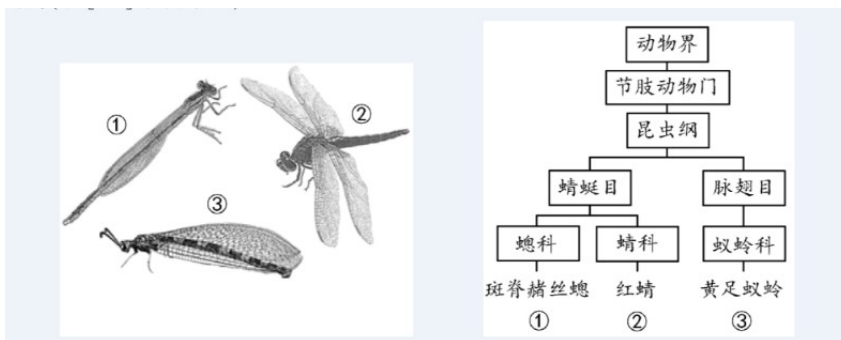 ①
②
③
动物界
节肢动物门
昆虫纲
蜻蜓目 脉翅目
蟌科 蜻科 蚁蛉科
斑脊赭丝蟌 红蜻 黄足蚁蛉
① ② ③